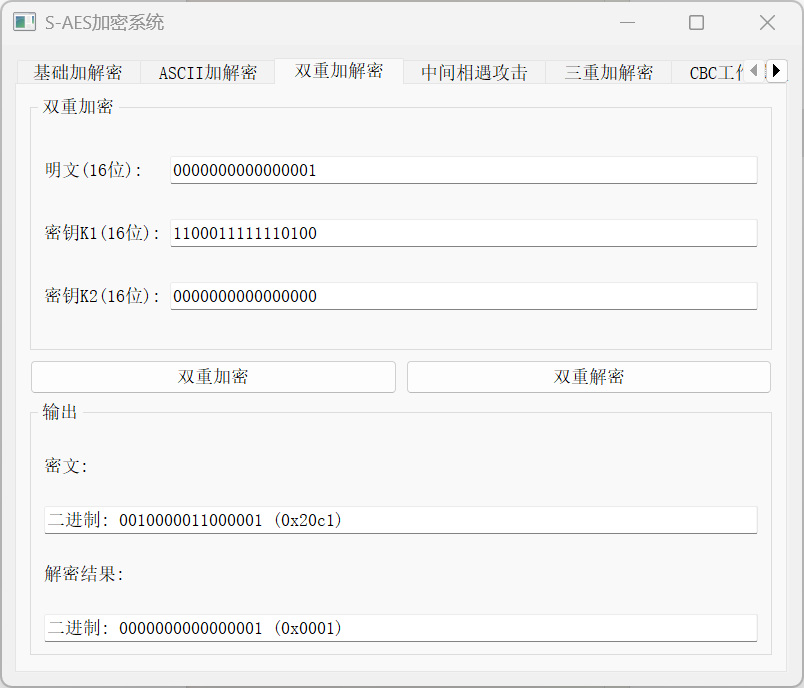 S-AES加密系统
基础加解密 ASCII加解密 双重加解密 中间相遇攻击 三重加解密 CBC工
双重加密
明文(16位): 0000000000000001
密钥K1(16位): 1100011111110100
密钥K2(16位): 0000000000000000
双重加密 双重解密
输出
密文:
二进制: 0010000011000001 (0x20c1)
解密结果:
二进制: 0000000000000001 (0x0001)